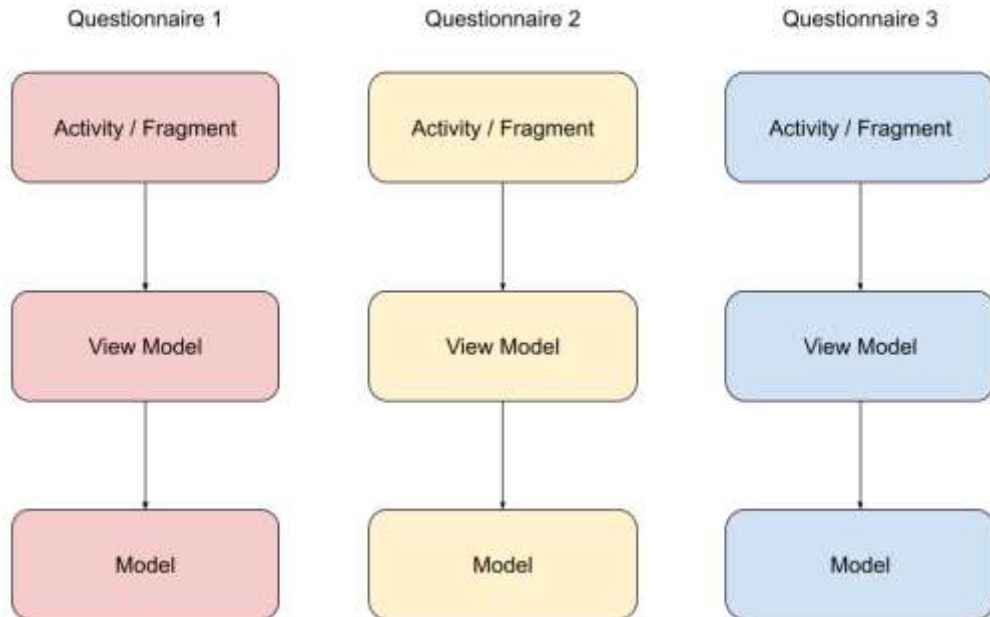 Questionnaire 1
Questionnaire 2
Questionnaire 3
Activity / Fragment
Activity / Fragment
Activity / Fragment
View Model
View Model
View Model
Model
Model
Model